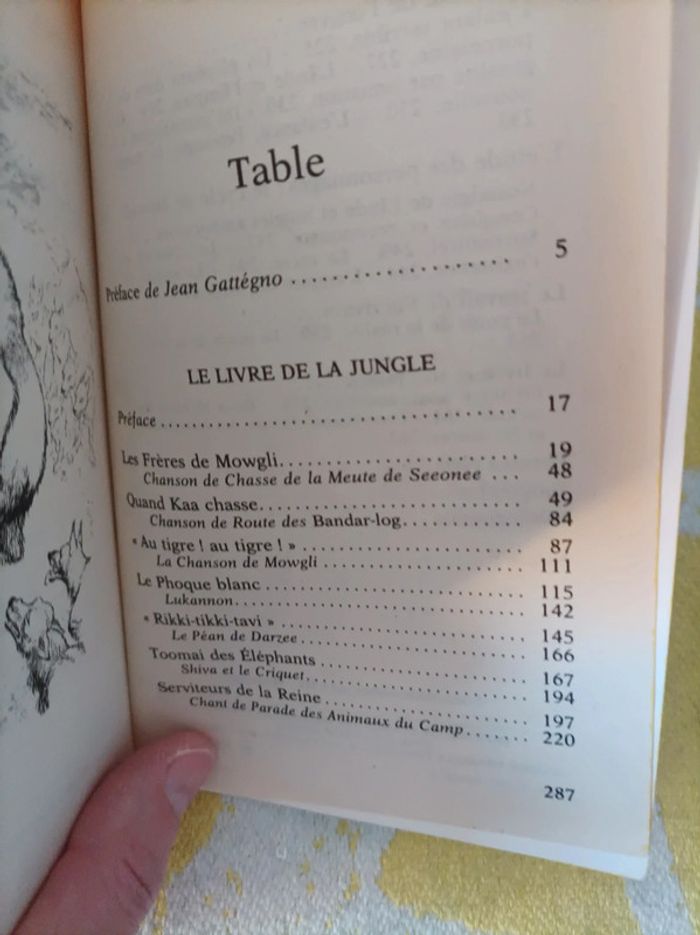 Table
Préface de Jean Gattégno .................... 5
LE LIVRE DE LA JUNGLE
Préface .................................... 17
Les Frères de Mowgli........................ 19
Chanson de Chasse de la Meute de Seeonee ... 48
Quand Kaa chasse............................ 49
Chanson de Route des Bandar-log............. 84
« Au tigre ! au tigre ! » .................. 87
La Chanson de Mowgli ....................... 111
Le Phoque blanc ............................ 115
Lukannon.................................... 142
« Rikki-tikki-tavi » ....................... 145
Le Péan de Darzee .......................... 166
Toomai des Éléphants ....................... 167
Shiva et le Criquet......................... 194
Serviteurs de la Reine ..................... 197
Chant de Parade des Animaux du Camp....... 220
287